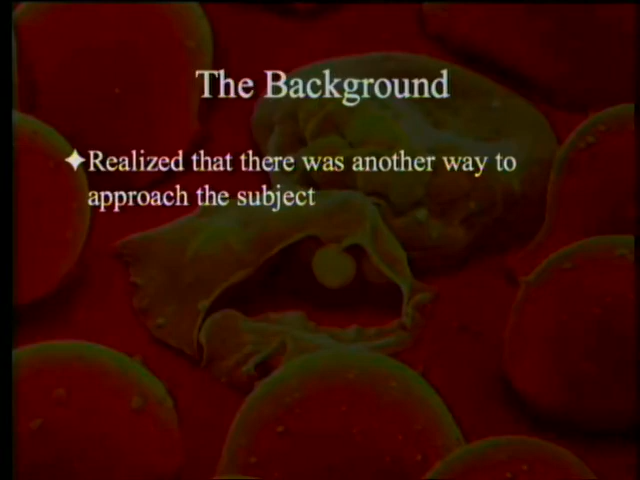 The Background
✦Realized that there was another way to
approach the subject